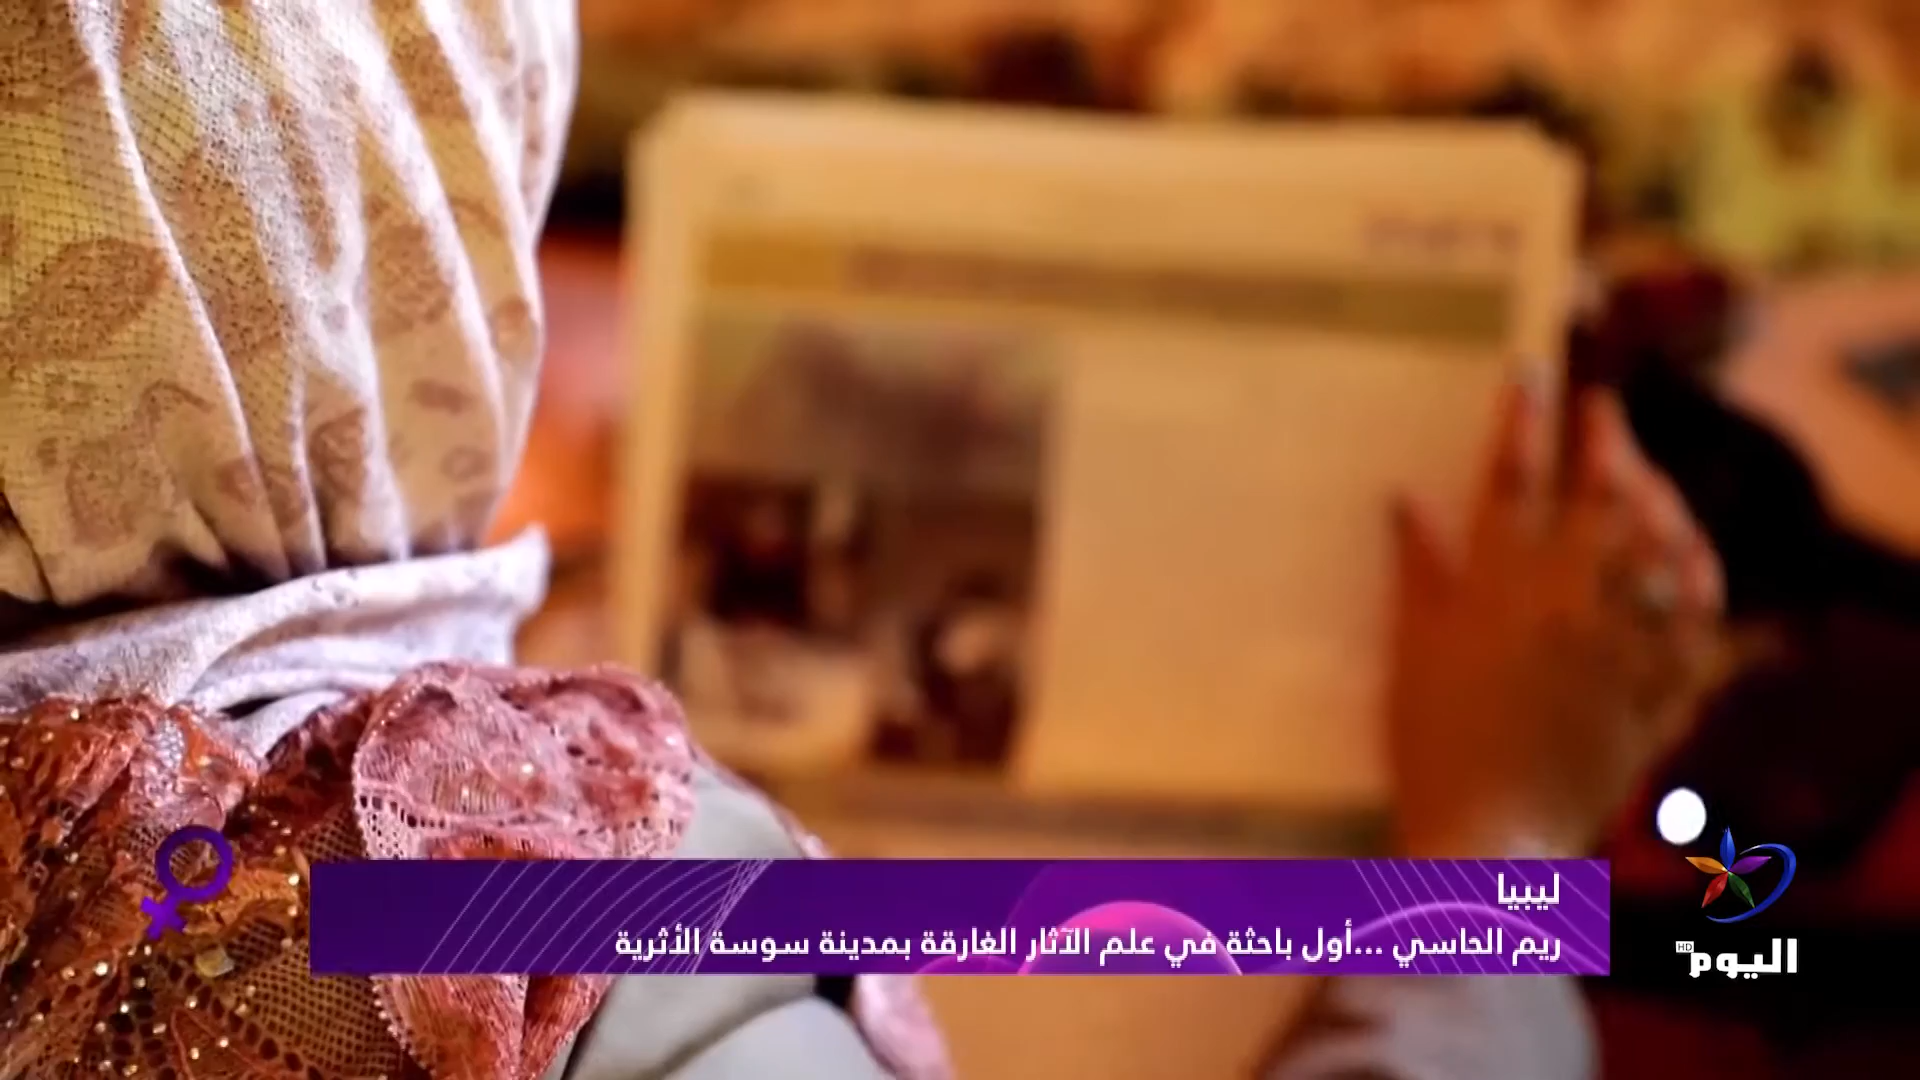 ليبيا
ريم الحاسي ...أول باحثة في علم الآثار الغارقة بمدينة سوسة الأثرية
اليوم HD